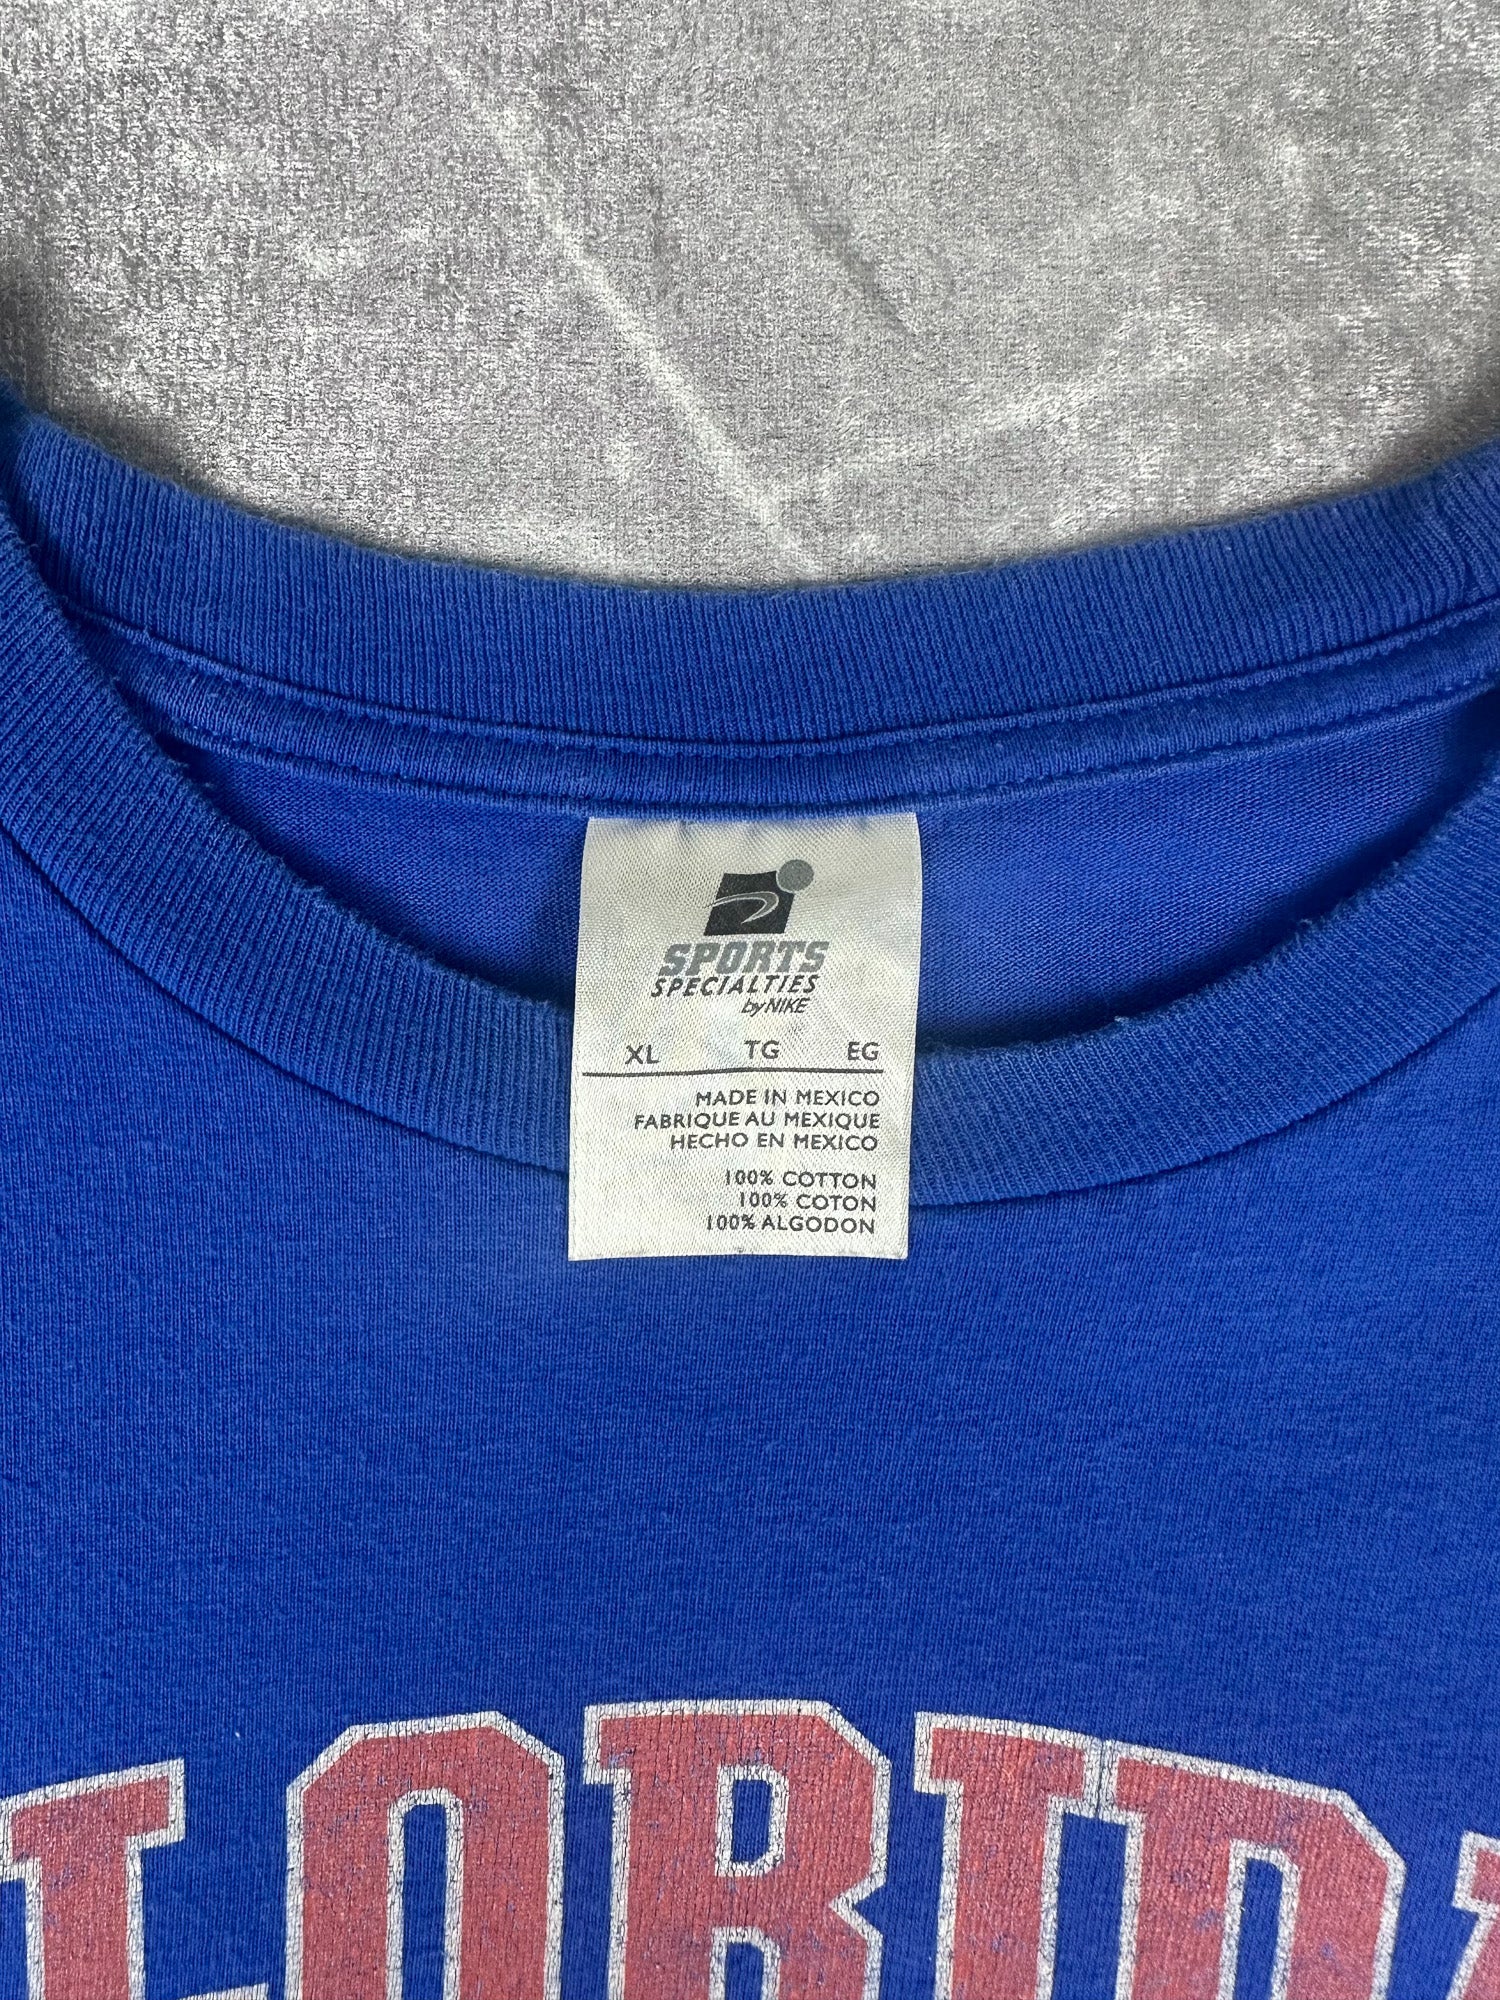 SPORTS
SPECIALTIES
by NIKE
XL TG EG
MADE IN MEXICO
FABRIQUE AU MEXIQUE
HECHO EN MEXICO
100% COTTON
100% COTON
100% ALGODON
LORID